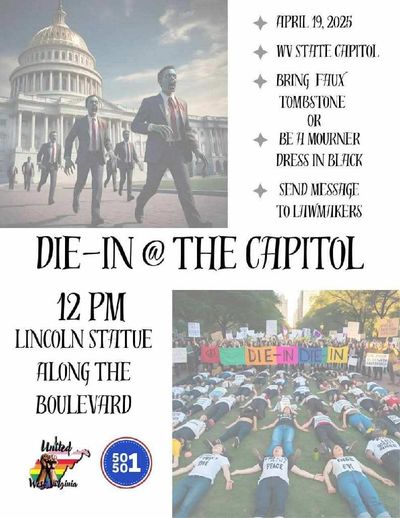 APRIL 19, 2025
WV STATE CAPITOL
BRING FAUX
TOMBSTONE
OR
BE A MOURNER
DRESS IN BLACK
SEND MESSAGE
TO LAWMAKERS
DIE-IN @ THE CAPITOL
12 PM
LINCOLN STATUE
ALONG THE
BOULEVARD
DIE-IN DIE-IN
United
West Virginia
50
50
1